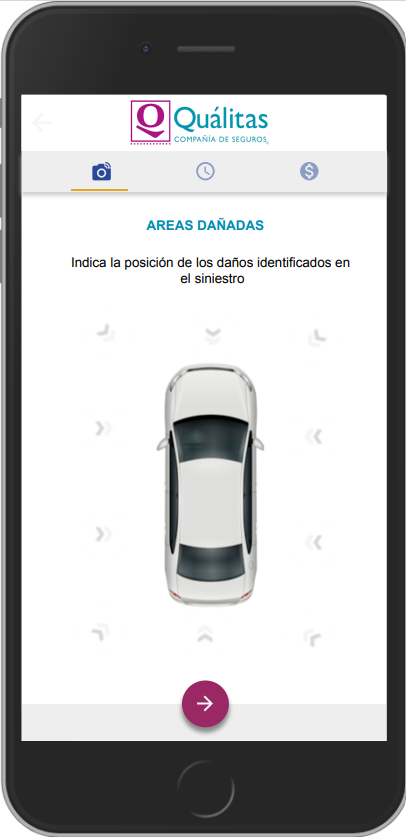 Q Quálitas
COMPAÑÍA DE SEGUROS
AREAS DAÑADAS
Indica la posición de los daños identificados en
el siniestro